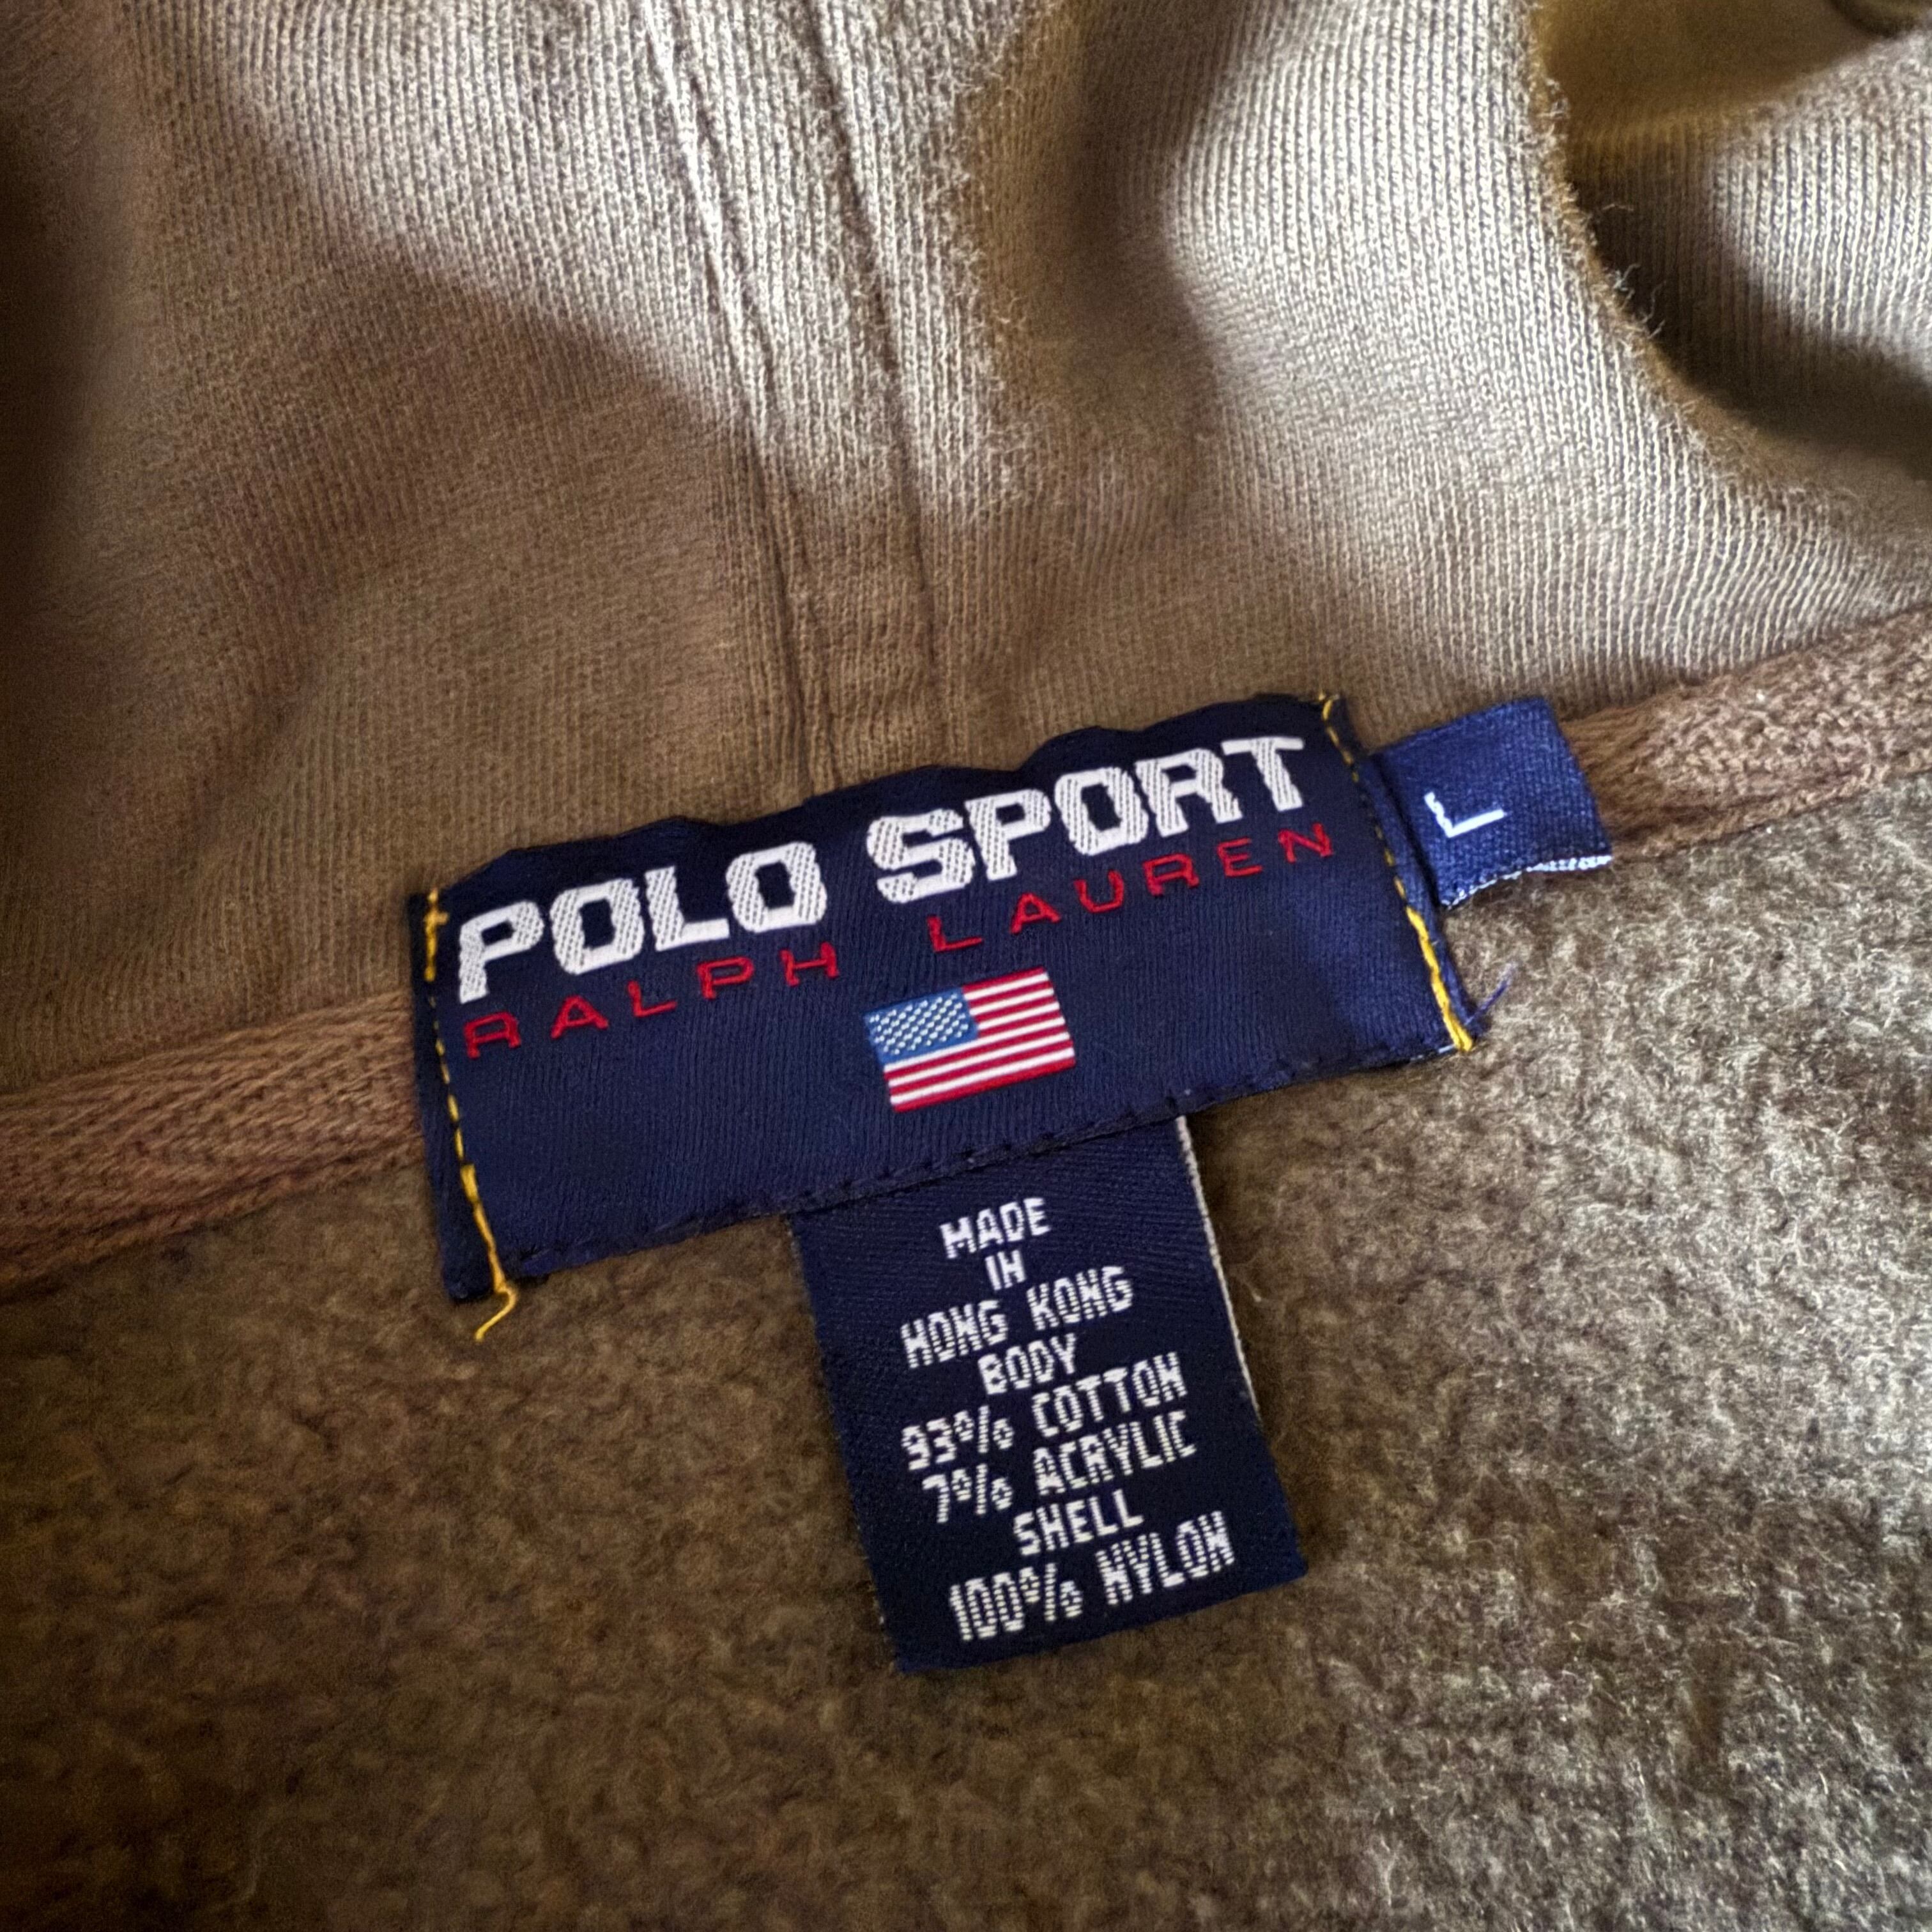 POLO SPORT
RALPH LAUREN
L
MADE
IN
HONG KONG
BODY
93% COTTON
7% ACRYLIC
SHELL
100% NYLON